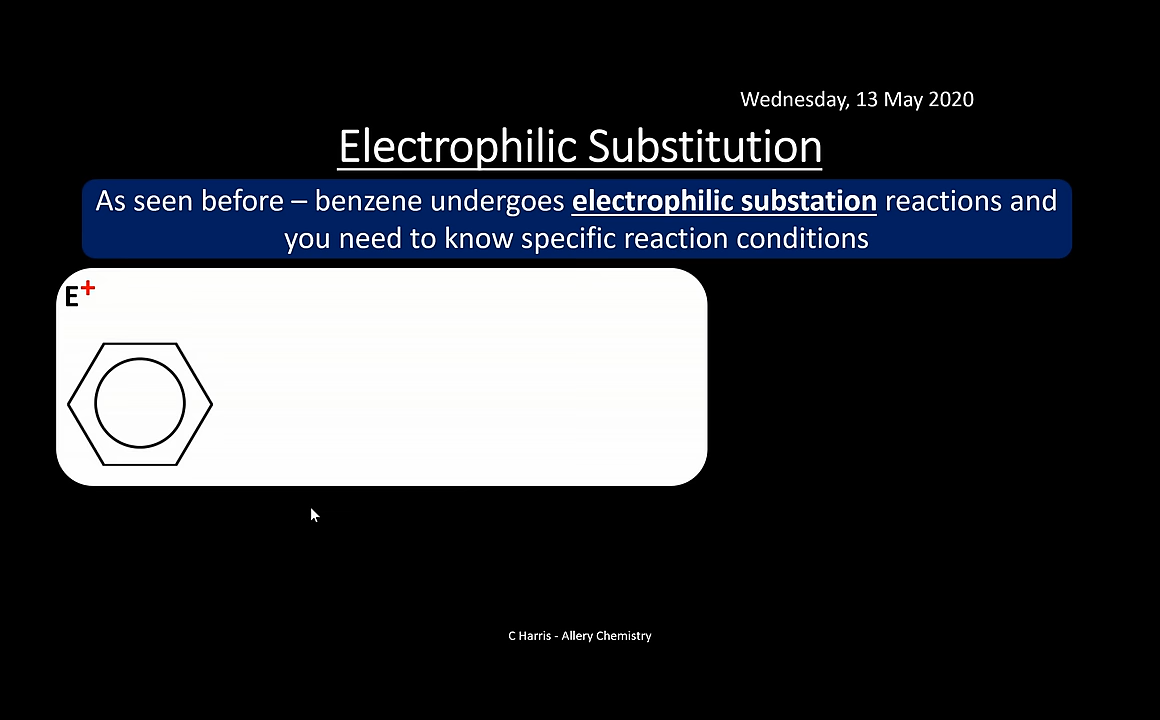 Wednesday, 13 May 2020
Electrophilic Substitution
As seen before – benzene undergoes electrophilic substation reactions and
you need to know specific reaction conditions
E+
C Harris - Allery Chemistry